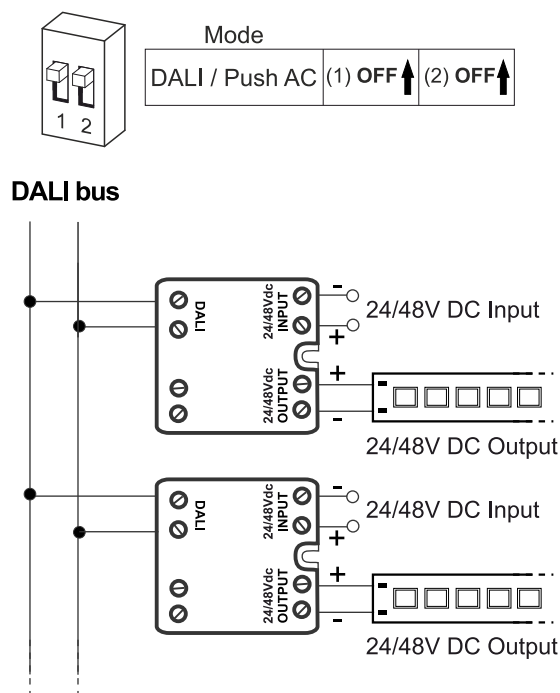 Mode
DALI / Push AC (1) OFF (2) OFF
1 2
DALI bus
DALI
24/48Vdc
INPUT
- 
24/48V DC Input
+
24/48Vdc
OUTPUT
+
-
24/48V DC Output
DALI
24/48Vdc
INPUT
-
24/48V DC Input
+
24/48Vdc
OUTPUT
+
-
24/48V DC Output